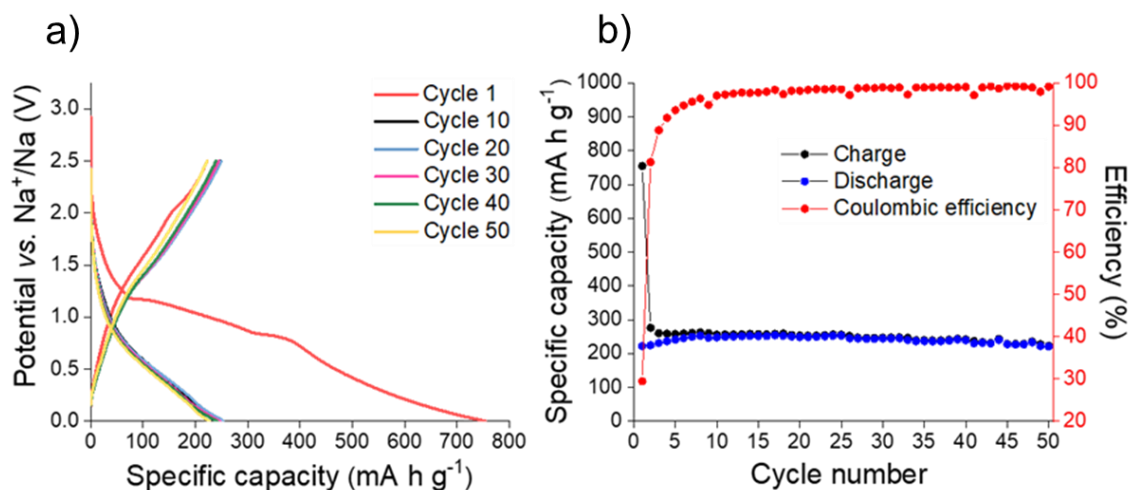 a)
Potential vs. Na⁺/Na (V)
3.0
2.5
2.0
1.5
1.0
0.5
0.0
Cycle 1
Cycle 10
Cycle 20
Cycle 30
Cycle 40
Cycle 50
0 100 200 300 400 500 600 700 800
Specific capacity (mA h g⁻¹)
b)
Specific capacity (mA h g⁻¹)
1000
900
800
700
600
500
400
300
200
100
0
Charge
Discharge
Coulombic efficiency
100
90
80
70
60
50
40
30
20
Efficiency (%)
0 5 10 15 20 25 30 35 40 45 50
Cycle number